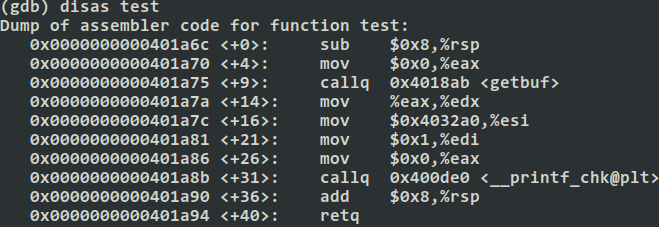 (gdb) disas test
Dump of assembler code for function test:
   0x0000000000401a6c <+0>:     sub    $0x8,%rsp
   0x0000000000401a70 <+4>:     mov    $0x0,%eax
   0x0000000000401a75 <+9>:     callq  0x4018ab <getbuf>
   0x0000000000401a7a <+14>:    mov    %eax,%edx
   0x0000000000401a7c <+16>:    mov    $0x4032a0,%esi
   0x0000000000401a81 <+21>:    mov    $0x1,%edi
   0x0000000000401a86 <+26>:    mov    $0x0,%eax
   0x0000000000401a8b <+31>:    callq  0x400de0 <__printf_chk@plt>
   0x0000000000401a90 <+36>:    add    $0x8,%rsp
   0x0000000000401a94 <+40>:    retq